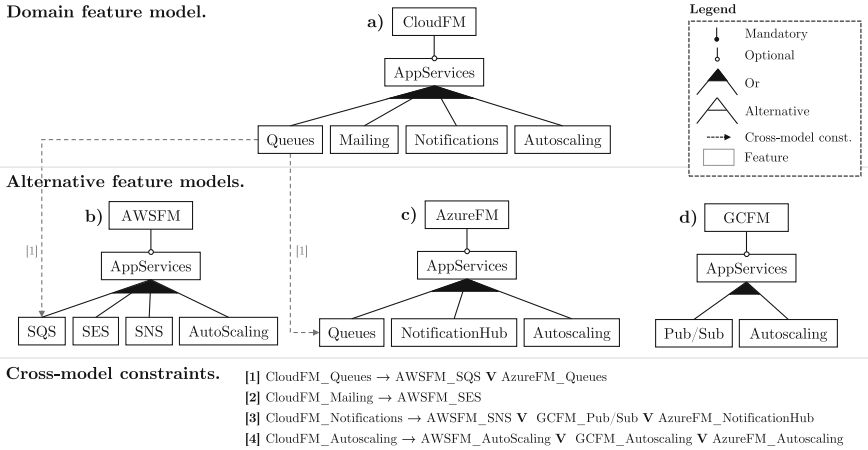 Domain feature model.
a) CloudFM
AppServices
Queues Mailing Notifications Autoscaling
Legend
Mandatory
Optional
Or
Alternative
Cross-model const.
Feature
Alternative feature models.
b) AWSFM
AppServices
SQS SES SNS AutoScaling
[1]
c) AzureFM
AppServices
Queues NotificationHub Autoscaling
[1]
d) GCFM
AppServices
Pub/Sub Autoscaling
Cross-model constraints.
[1] CloudFM_Queues → AWSFM_SQS V AzureFM_Queues
[2] CloudFM_Mailing → AWSFM_SES
[3] CloudFM_Notifications → AWSFM_SNS V GCFM_Pub/Sub V AzureFM_NotificationHub
[4] CloudFM_Autoscaling → AWSFM_AutoScaling V GCFM_Autoscaling V AzureFM_Autoscaling